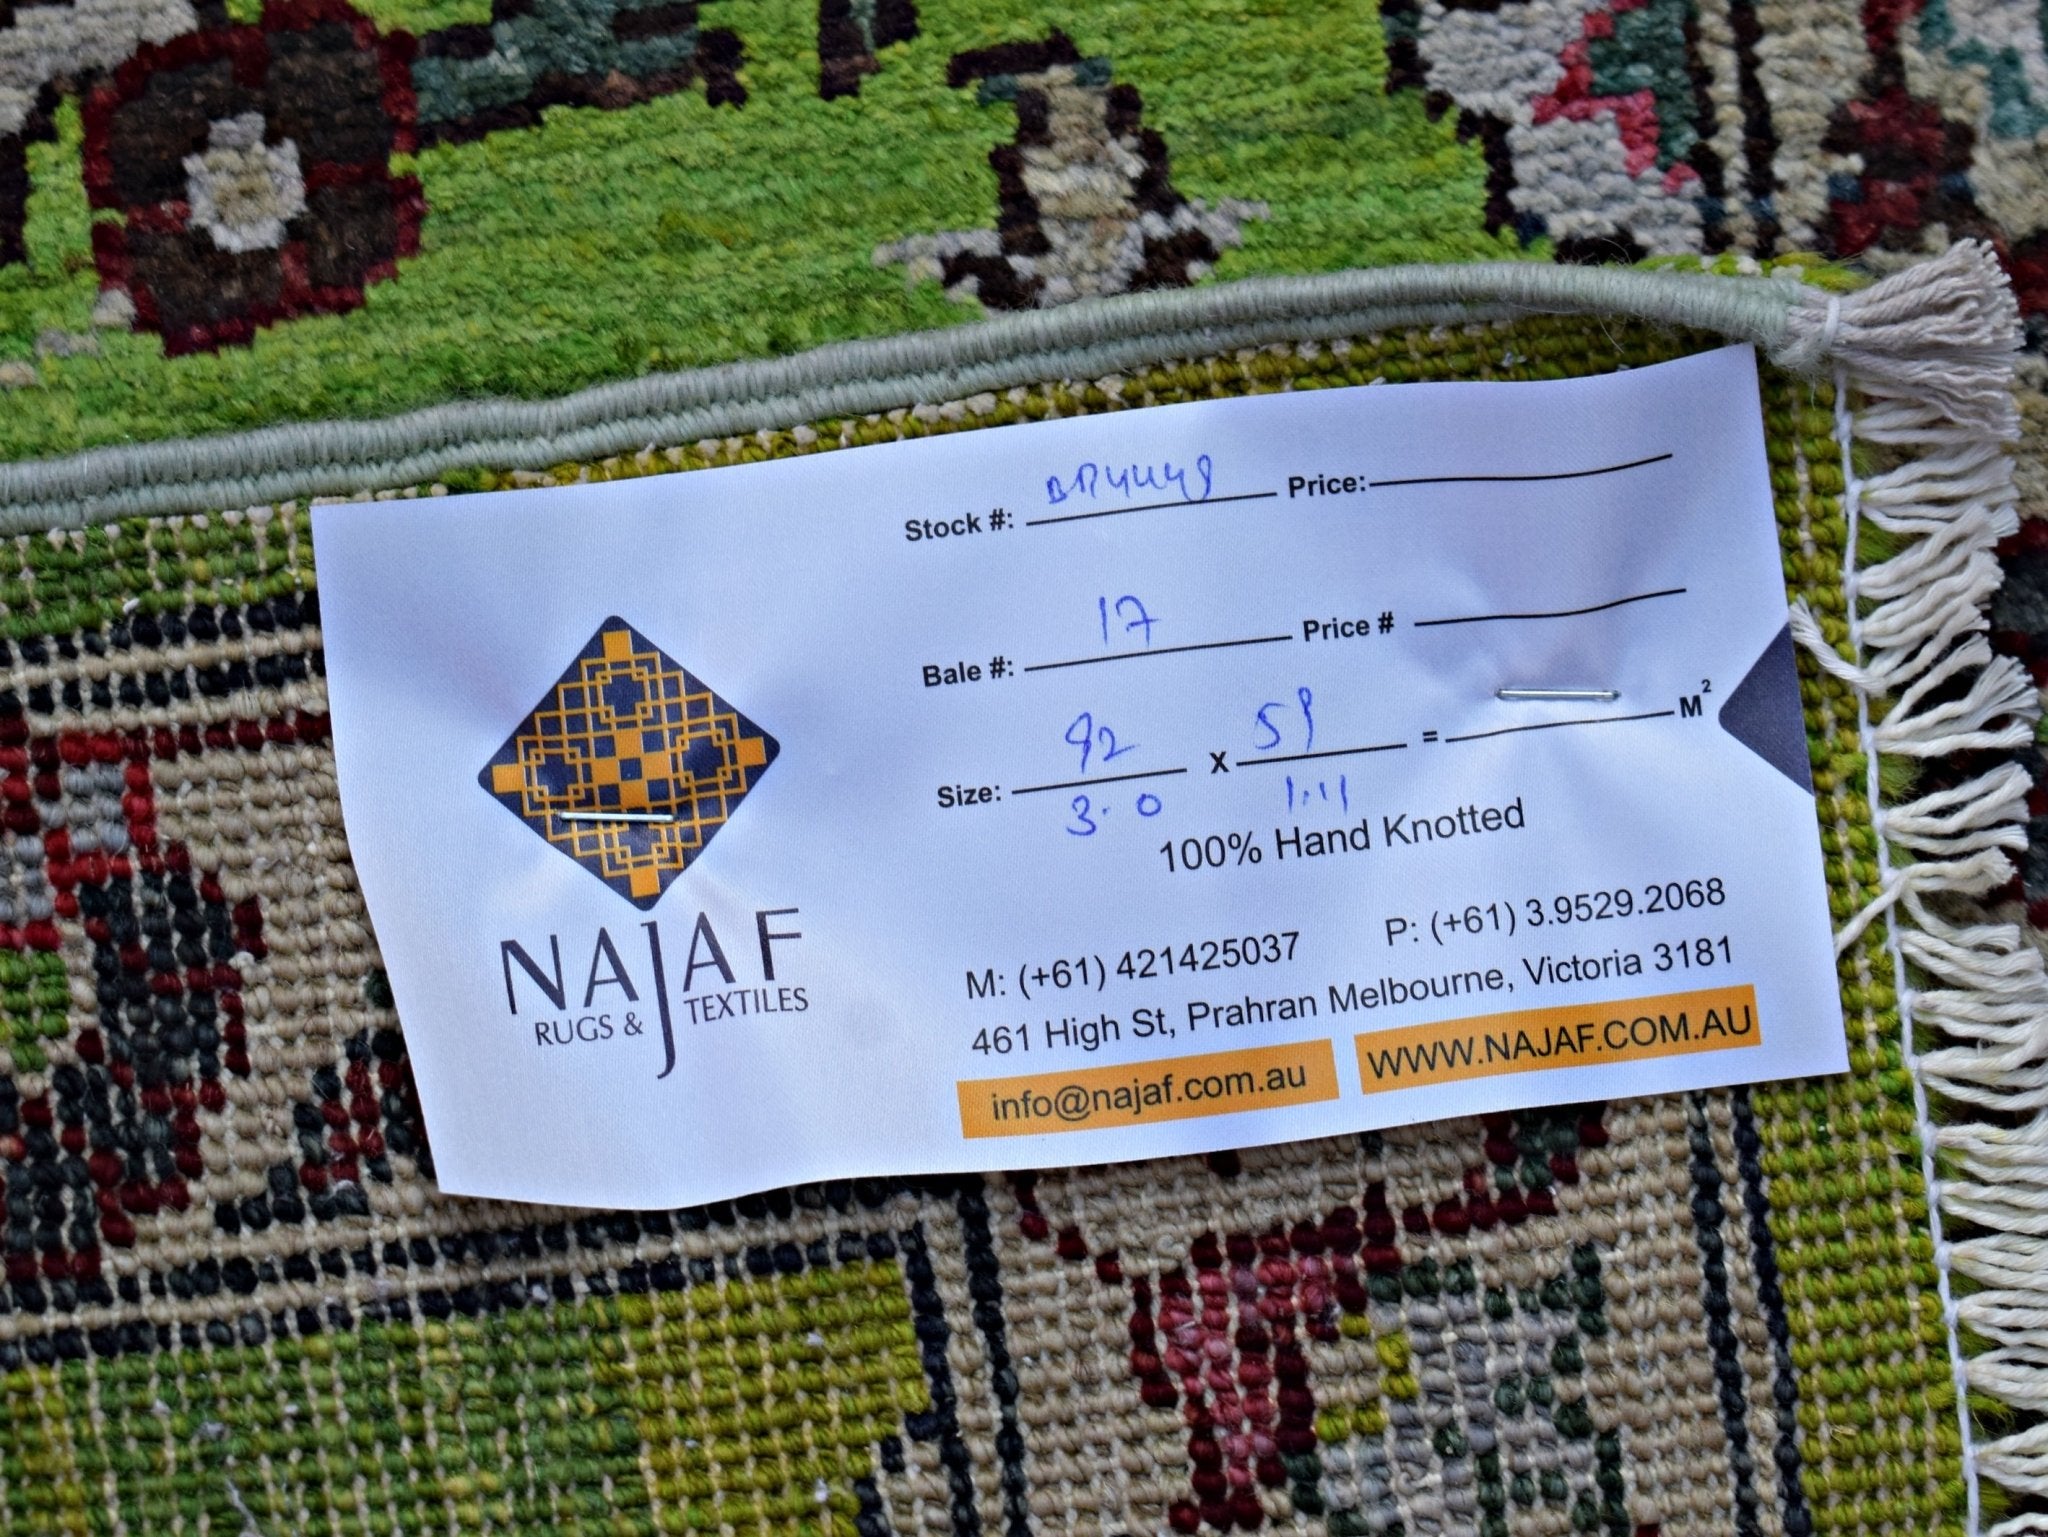 Stock #: Price:
Bale #: 17 Price #
Size: 92 x 59 = M²
3.0 1.11
100% Hand Knotted
M: (+61) 421425037 P: (+61) 3.9529.2068
461 High St, Prahran Melbourne, Victoria 3181
info@najaf.com.au WWW.NAJAF.COM.AU
NAJAF
RUGS & TEXTILES